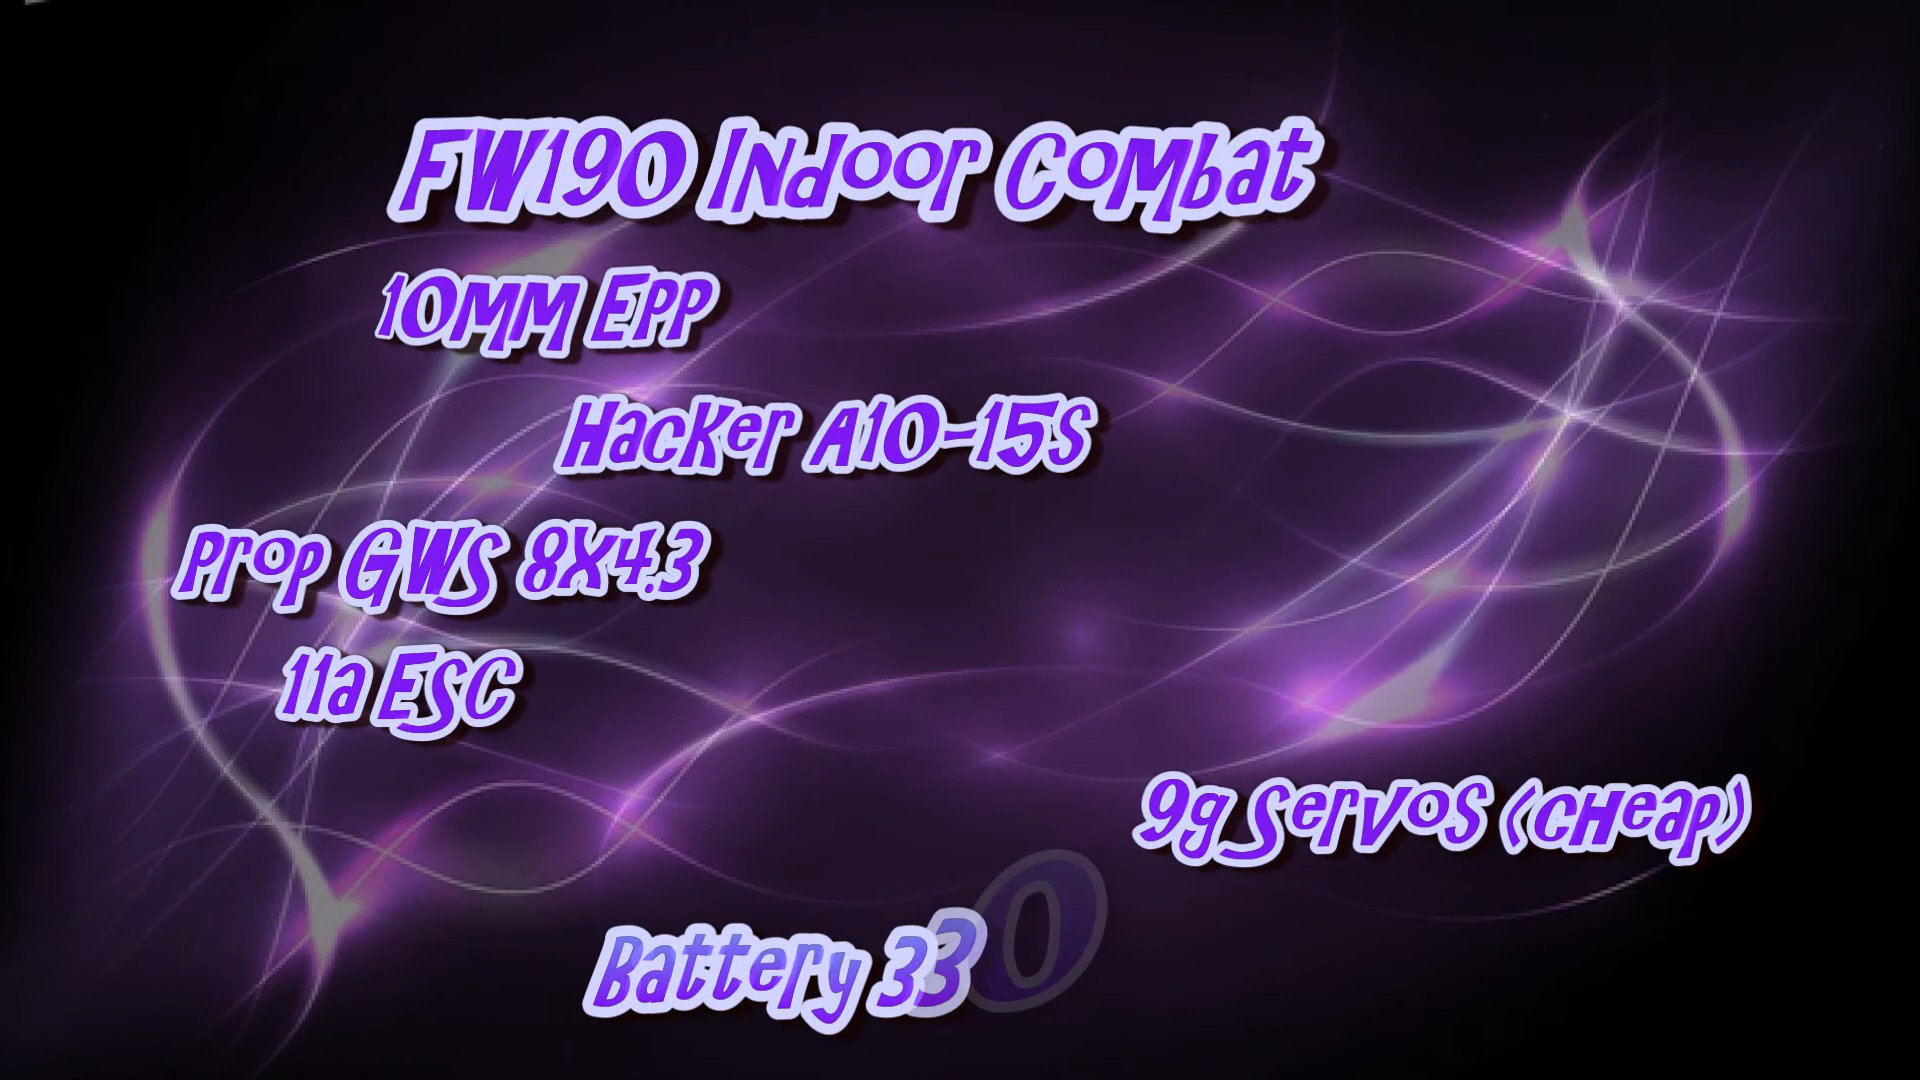 FW190 Indoor Combat
10mm Epp
Hacker A10-15s
Prop GWS 8x4.3
11a ESC
9g Servos (cheap)
Battery 330